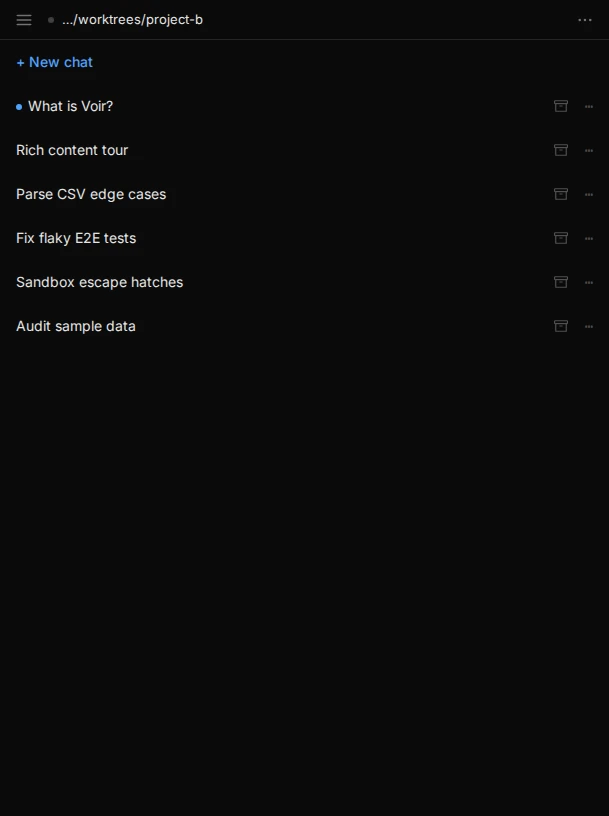 .../worktrees/project-b
+ New chat
What is Voir?
Rich content tour
Parse CSV edge cases
Fix flaky E2E tests
Sandbox escape hatches
Audit sample data